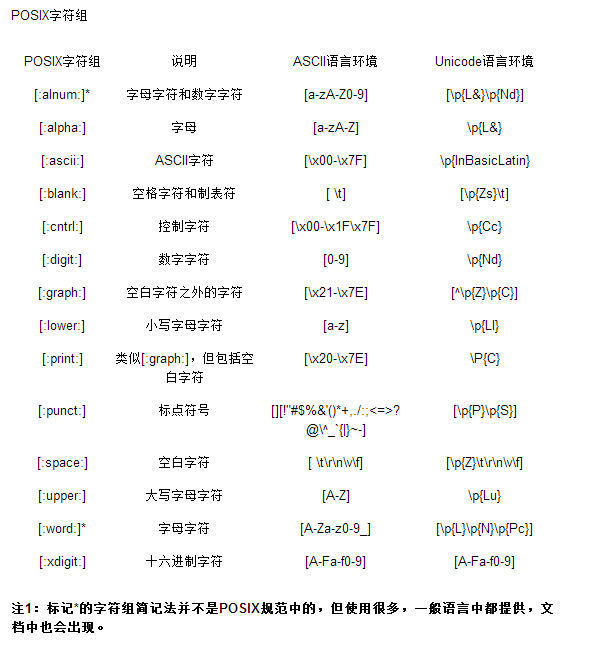 POSIX字符组
POSIX字符组 说明 ASCII语言环境 Unicode语言环境
[:alnum:]* 字母字符和数字字符 [a-zA-Z0-9] [\p{L&}\p{Nd}]
[:alpha:] 字母 [a-zA-Z] \p{L&}
[:ascii:] ASCII字符 [\x00-\x7F] \p{InBasicLatin}
[:blank:] 空格字符和制表符 [ \t] [\p{Zs}\t]
[:cntrl:] 控制字符 [\x00-\x1F\x7F] \p{Cc}
[:digit:] 数字字符 [0-9] \p{Nd}
[:graph:] 空白字符之外的字符 [\x21-\x7E] [^\p{Z}\p{C}]
[:lower:] 小写字母字符 [a-z] \p{Ll}
[:print:] 类似[:graph:]，但包括空 [\x20-\x7E] \P{C}
白字符
[:punct:] 标点符号 [][!"#$%&'()*+,./:;<=>? [\p{P}\p{S}]
@\^_`{|}~-]
[:space:] 空白字符 [ \t\r\n\v\f] [\p{Z}\t\r\n\v\f]
[:upper:] 大写字母字符 [A-Z] \p{Lu}
[:word:]* 字母字符 [A-Za-z0-9_] [\p{L}\p{N}\p{Pc}]
[:xdigit:] 十六进制字符 [A-Fa-f0-9] [A-Fa-f0-9]
注1：标记*的字符组简记法并不是POSIX规范中的，但使用很多，一般语言中都提供，文
档中也会出现。